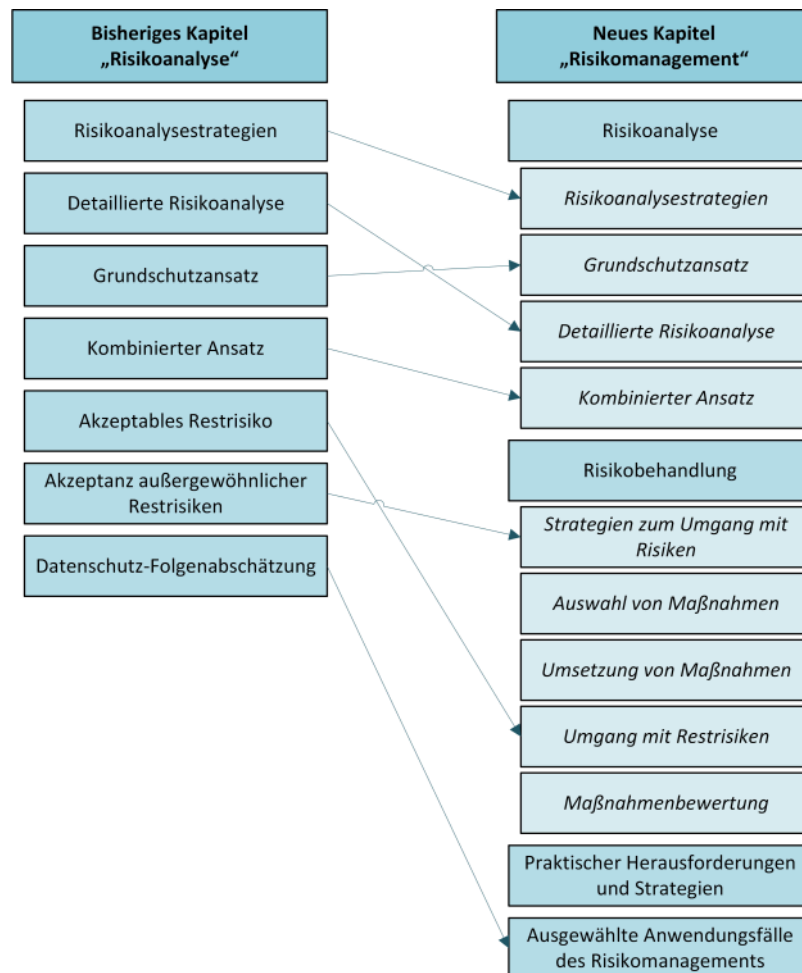 Bisheriges Kapitel
„Risikoanalyse“
Risikoanalysestrategien
Detaillierte Risikoanalyse
Grundschutzansatz
Kombinierter Ansatz
Akzeptables Restrisiko
Akzeptanz außergewöhnlicher
Restrisiken
Datenschutz-Folgenabschätzung
Neues Kapitel
„Risikomanagement“
Risikoanalyse
Risikoanalysestrategien
Grundschutzansatz
Detaillierte Risikoanalyse
Kombinierter Ansatz
Risikobehandlung
Strategien zum Umgang mit
Risiken
Auswahl von Maßnahmen
Umsetzung von Maßnahmen
Umgang mit Restrisiken
Maßnahmenbewertung
Praktischer Herausforderungen
und Strategien
Ausgewählte Anwendungsfälle
des Risikomanagements